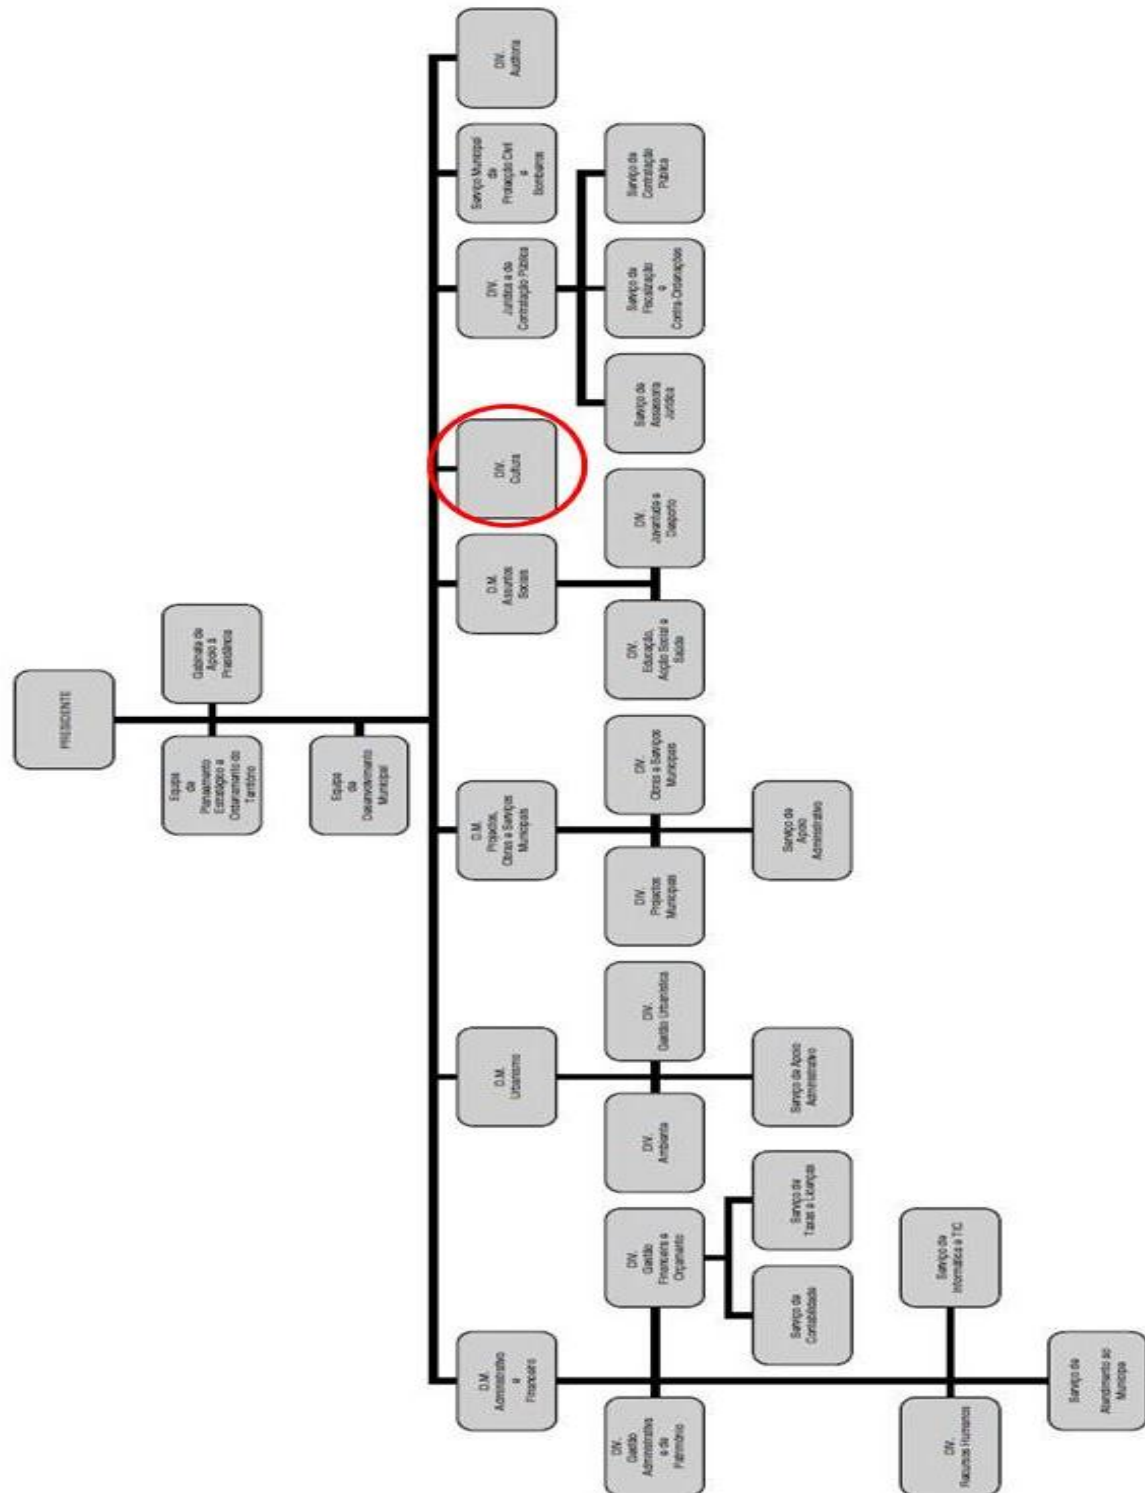 PRESIDENTE
Equipa
de
Planeamento
Estratégico e
Ordenamento do
Território
Gabinete de
Apoio à
Presidência
Equipa
de
Desenvolvimento
Municipal
D.M.
Administrativo
e
Financeiro
D.M.
Urbanismo
D.M.
Projectos,
Obras e Serviços
Municipais
D.M.
Assuntos
Sociais
DIV.
Cultura
DIV.
Jurídica e de
Contratação Pública
Serviço Municipal
de
Protecção Civil
e
Bombeiros
DIV.
Auditoria
DIV.
Gestão
Administrativa
e de
Património
DIV.
Gestão
Financeira e
Orçamento
DIV.
Ambiente
DIV.
Gestão Urbanística
DIV.
Projectos
Municipais
DIV.
Obras e Serviços
Municipais
DIV.
Educação,
Acção Social e
Saúde
DIV.
Juventude e
Desporto
Serviço de
Assessoria
Jurídica
Serviço de
Fiscalização
e
Contra-Ordenações
Serviço de
Contratação
Pública
Serviço de
Contabilidade
Serviço de
Taxas e Licenças
Serviço de Apoio
Administrativo
Serviço de
Apoio
Administrativo
DIV.
Recursos Humanos
Serviço de
Informática e TIC
Serviço de
Atendimento ao
Munícipe